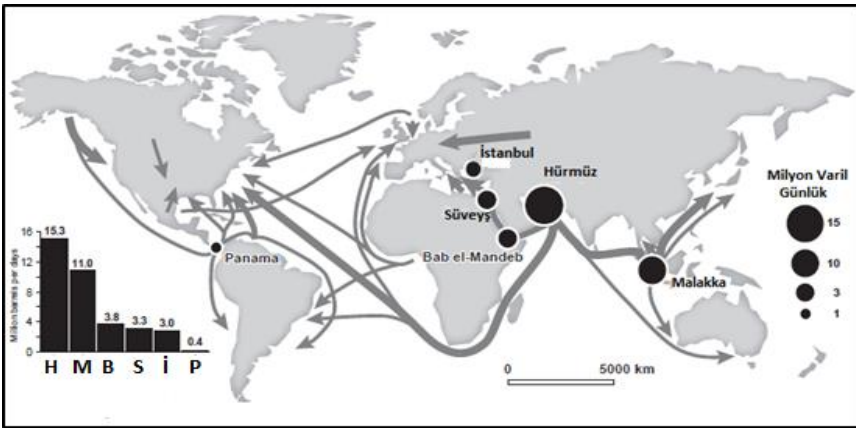 İstanbul
Hürmüz
Süveyş
Bab el-Mandeb
Malakka
Panama
Milyon Varil
Günlük
15
10
3
1
0 5000 km
Million barrels per days
16
12
8
4
0
15.3
11.0
3.8
3.3
3.0
0.4
H M B S İ P